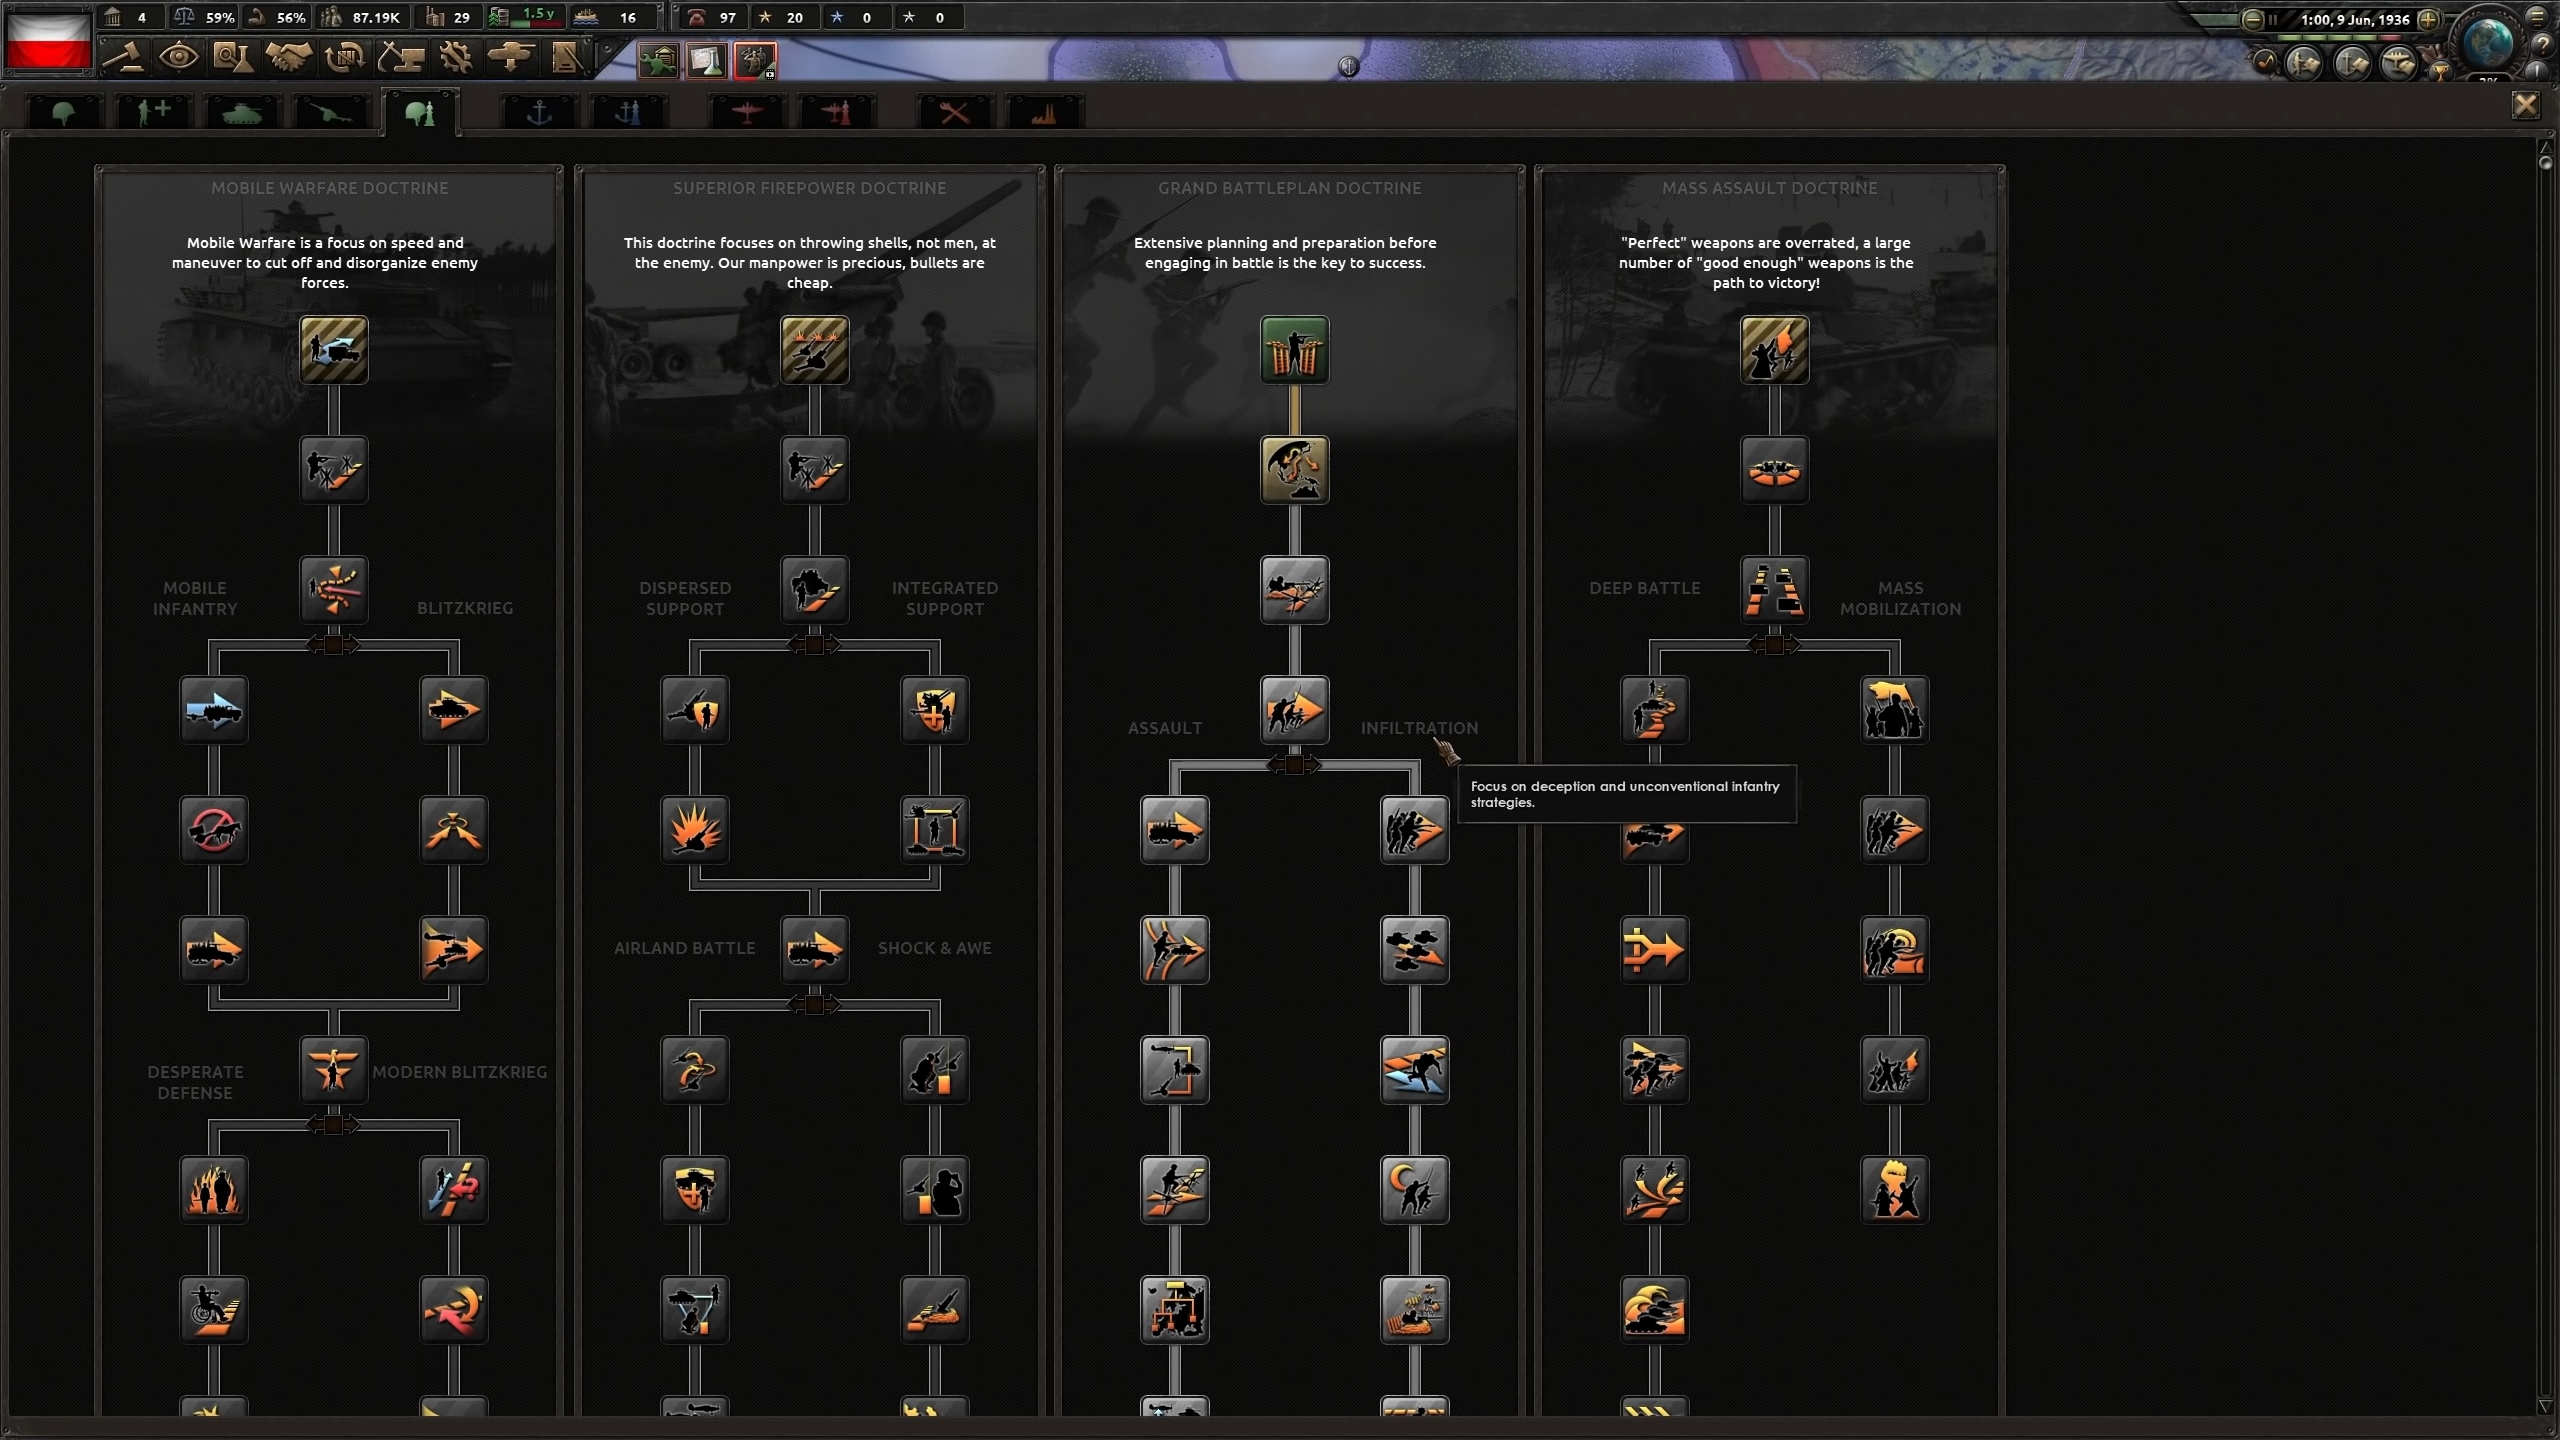 4
59%
56%
87.19K
29
1.5 y
16
97
20
0
0
1:00, 9 Jun, 1936
MOBILE WARFARE DOCTRINE
Mobile Warfare is a focus on speed and
maneuver to cut off and disorganize enemy
forces.
MOBILE
INFANTRY
BLITZKRIEG
DESPERATE
DEFENSE
MODERN BLITZKRIEG
SUPERIOR FIREPOWER DOCTRINE
This doctrine focuses on throwing shells, not men, at
the enemy. Our manpower is precious, bullets are
cheap.
DISPERSED
SUPPORT
INTEGRATED
SUPPORT
AIRLAND BATTLE
SHOCK & AWE
GRAND BATTLEPLAN DOCTRINE
Extensive planning and preparation before
engaging in battle is the key to success.
ASSAULT
INFILTRATION
Focus on deception and unconventional infantry
strategies.
MASS ASSAULT DOCTRINE
"Perfect" weapons are overrated, a large
number of "good enough" weapons is the
path to victory!
DEEP BATTLE
MASS
MOBILIZATION